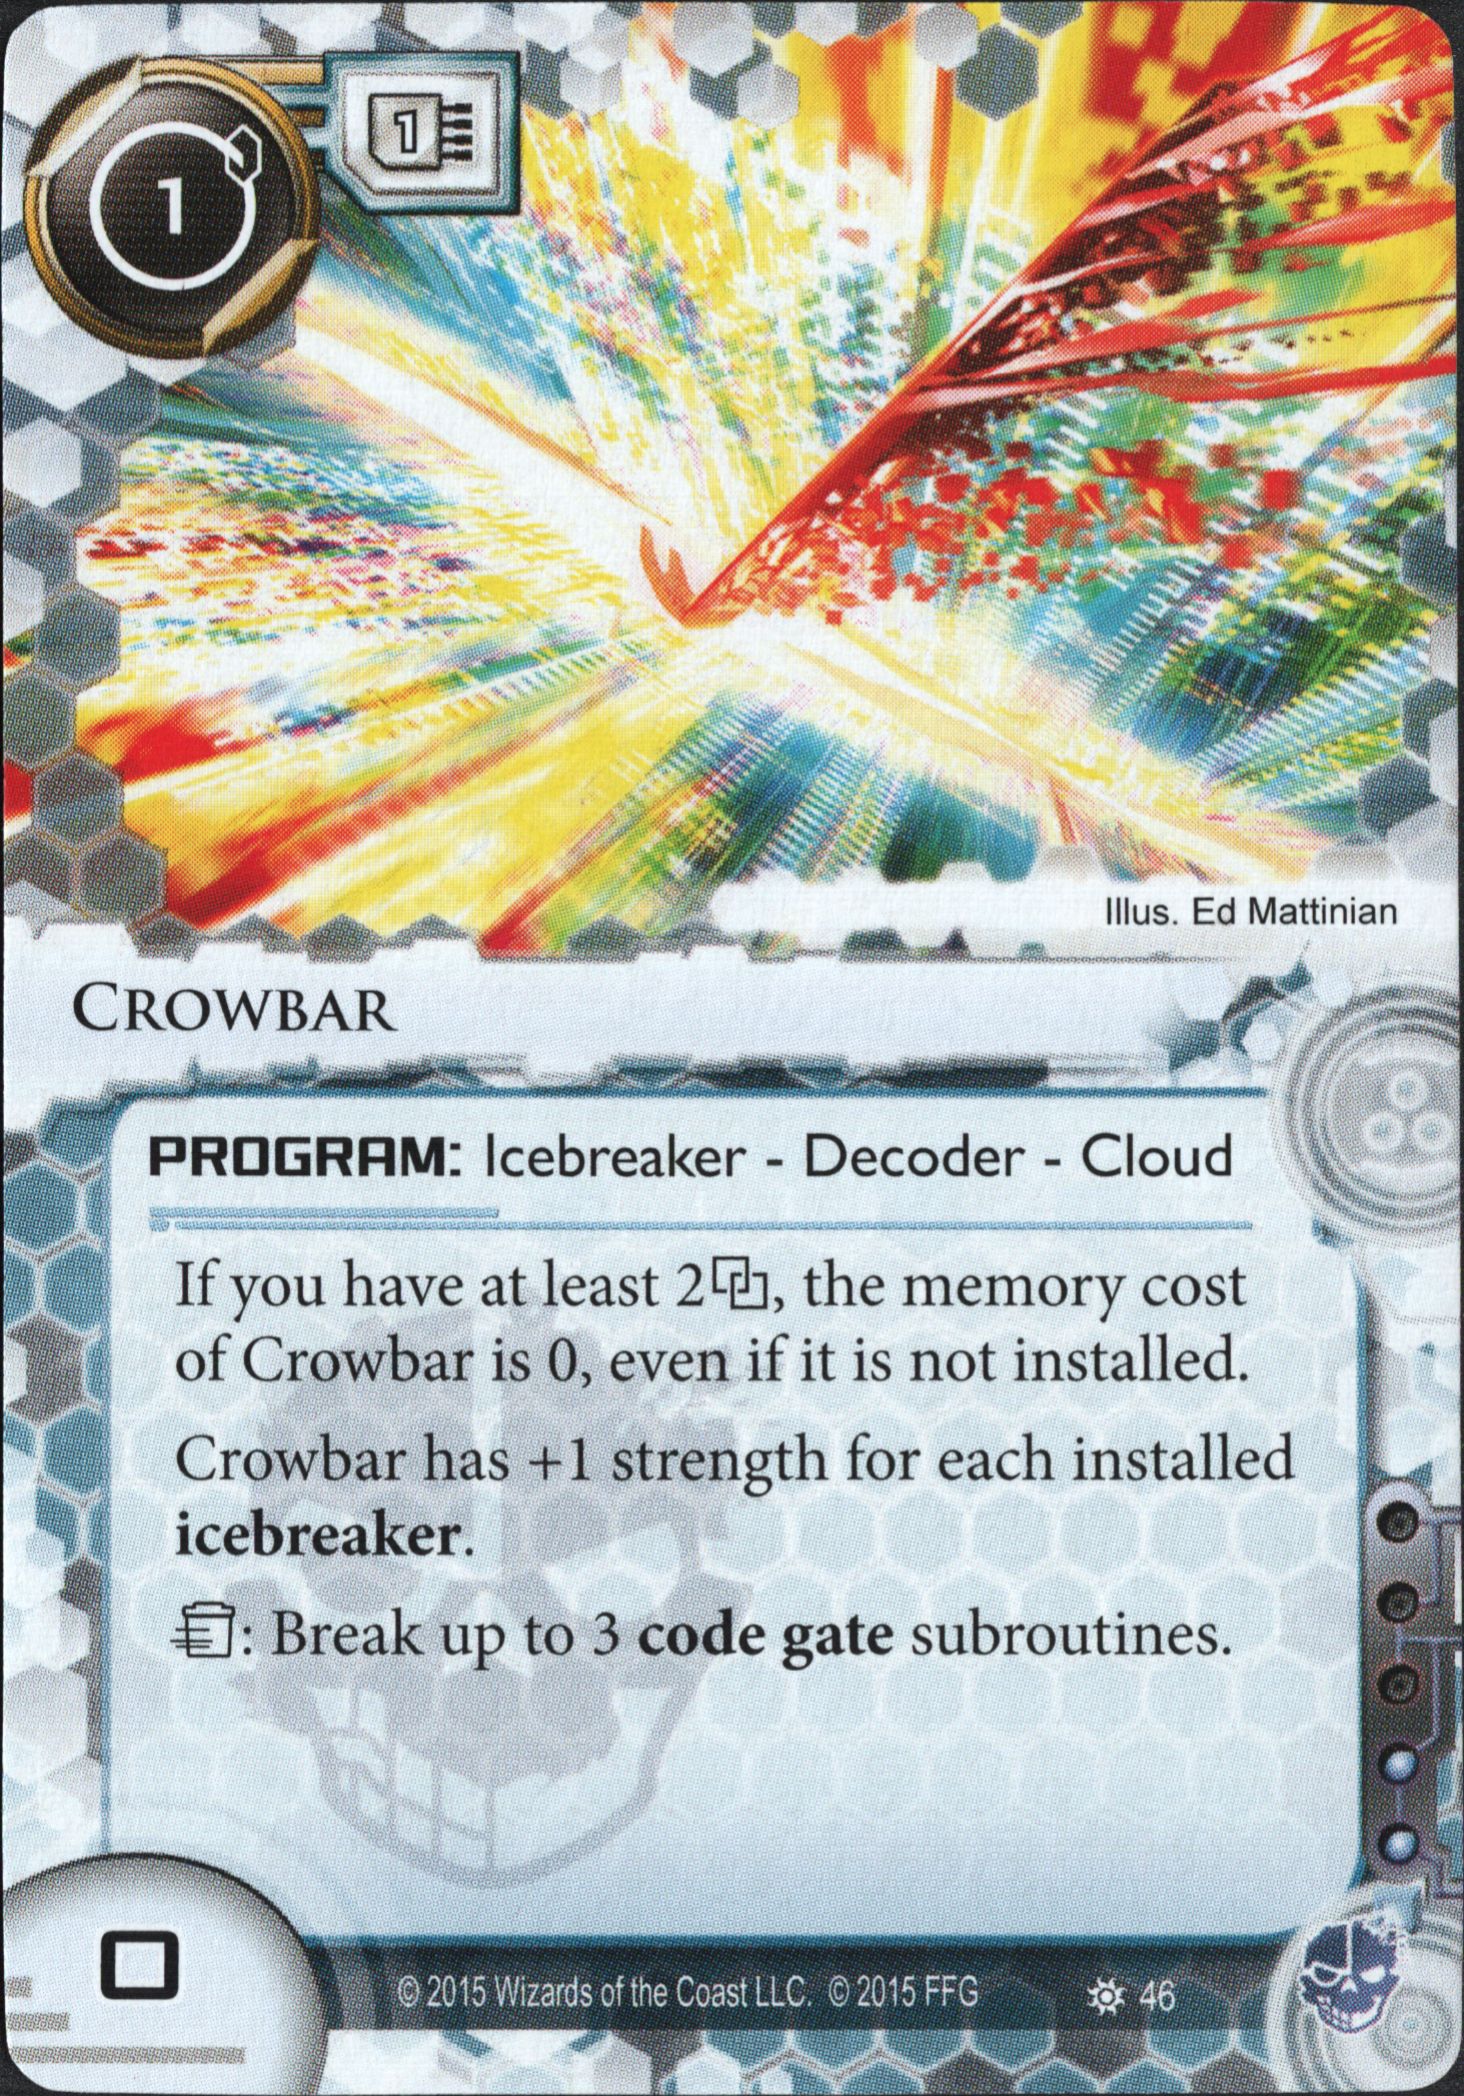 1
1
Illus. Ed Mattinian
CROWBAR
PROGRAM: Icebreaker - Decoder - Cloud
If you have at least 2, the memory cost
of Crowbar is 0, even if it is not installed.
Crowbar has +1 strength for each installed
icebreaker.
: Break up to 3 code gate subroutines.
0
© 2015 Wizards of the Coast LLC. © 2015 FFG 46